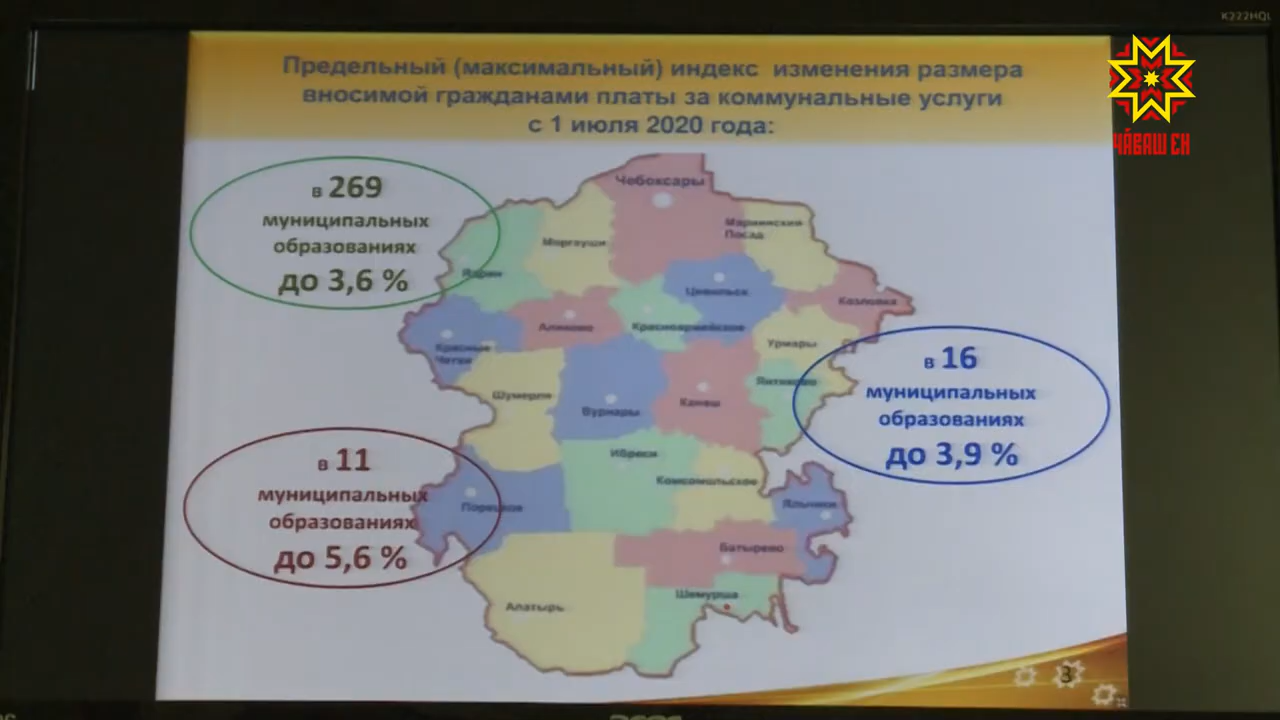 K222HQL
Предельный (максимальный) индекс изменения размера
вносимой гражданами платы за коммунальные услуги
с 1 июля 2020 года:
ЧĂВАШ ЕН
в 269
муниципальных
образованиях
до 3,6 %
Чебоксары
Мариинский
Посад
Моргауши
Ядрин
Цивильск
Козловка
Аликово
Красноармейское
Красные
Четаи
Урмары
Янтиково
Шумерля
Вурнары
Канаш
в 16
муниципальных
образованиях
до 3,9 %
Ибреси
Комсомольское
в 11
муниципальных
образованиях
до 5,6 %
Порецкое
Яльчики
Батырево
Шемурша
Алатырь
3
acer